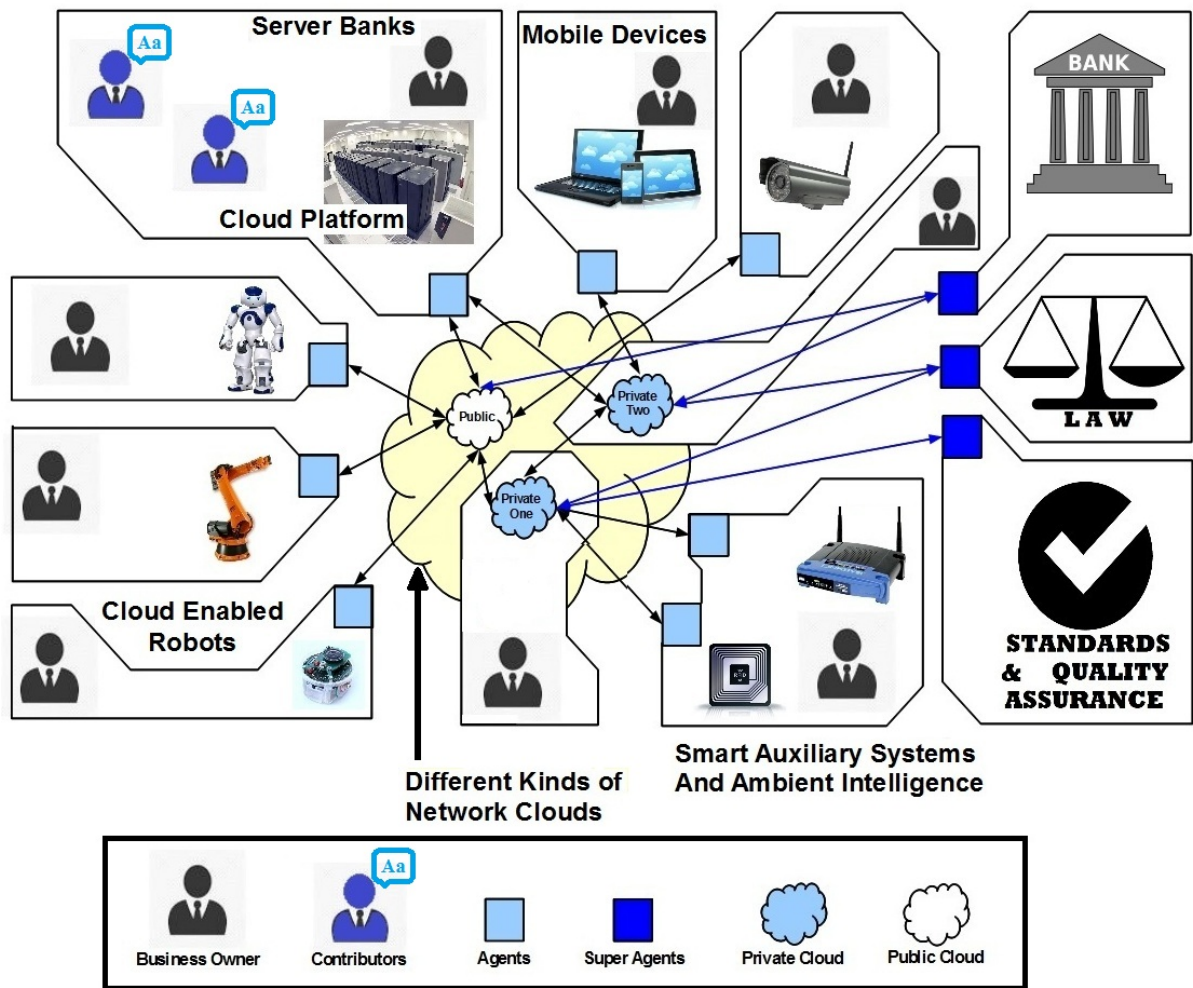 Server Banks
Aa
Aa
Cloud Platform
Mobile Devices
BANK
Public
Private
Two
Private
One
LAW
Cloud Enabled
Robots
RFID
STANDARDS
& QUALITY
ASSURANCE
Different Kinds of
Network Clouds
Smart Auxiliary Systems
And Ambient Intelligence
Aa
Business Owner
Contributors
Agents
Super Agents
Private Cloud
Public Cloud